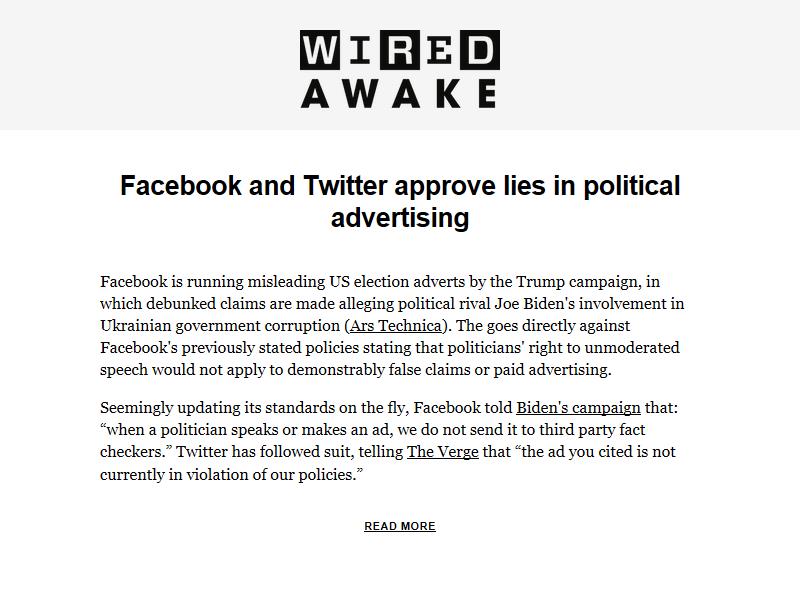 WIRED
AWAKE
Facebook and Twitter approve lies in political
advertising
Facebook is running misleading US election adverts by the Trump campaign, in
which debunked claims are made alleging political rival Joe Biden's involvement in
Ukrainian government corruption (Ars Technica). The goes directly against
Facebook's previously stated policies stating that politicians' right to unmoderated
speech would not apply to demonstrably false claims or paid advertising.
Seemingly updating its standards on the fly, Facebook told Biden's campaign that:
“when a politician speaks or makes an ad, we do not send it to third party fact
checkers.” Twitter has followed suit, telling The Verge that “the ad you cited is not
currently in violation of our policies.”
READ MORE